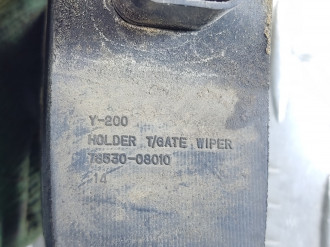 Y-200
HOLDER T/GATE WIPER
78530-08010
-14